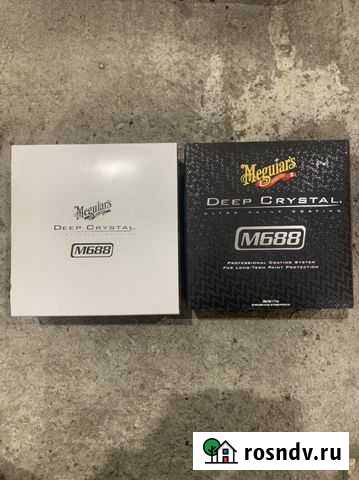 Meguiar's
DEEP CRYSTAL
M688
Meguiar's
DEEP CRYSTAL
ULTRA PAINT COATING
M688
PROFESSIONAL COATING SYSTEM
FOR LONG-TERM PAINT PROTECTION
rosndv.ru